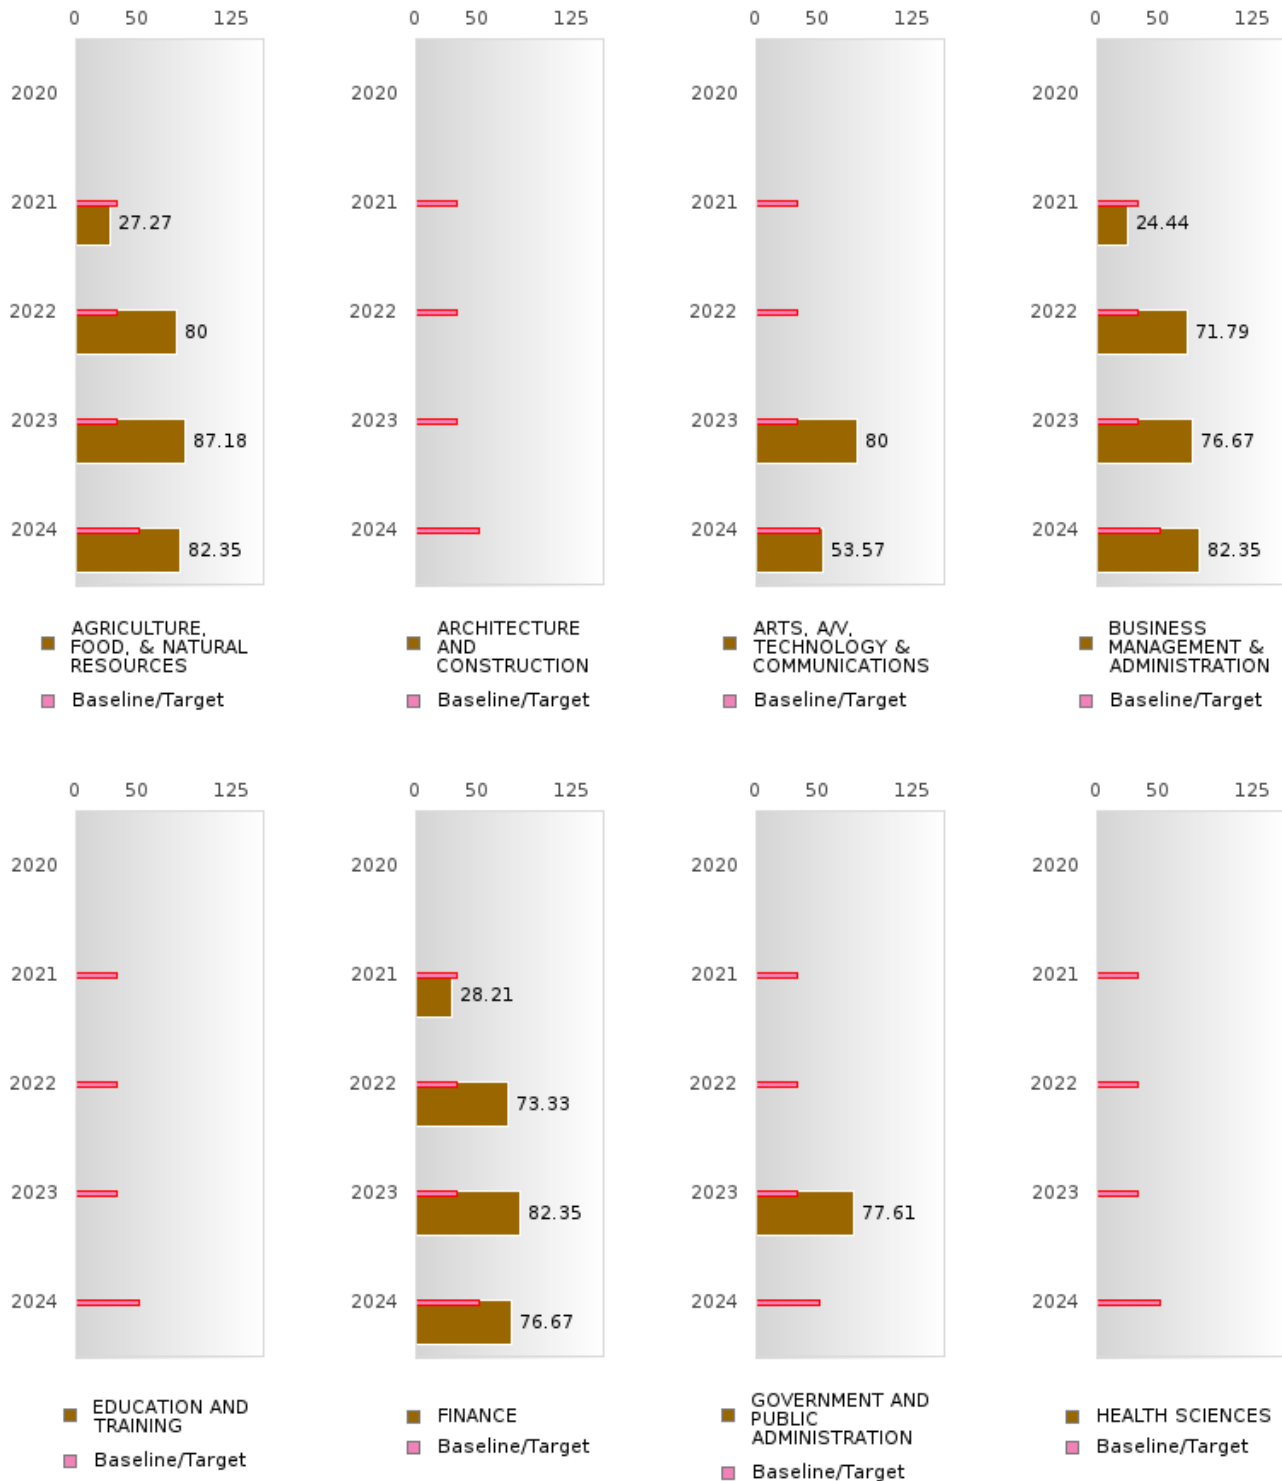 0 50 125
2020
2021
27.27
2022
80
2023
87.18
2024
82.35
AGRICULTURE,
FOOD, & NATURAL
RESOURCES
Baseline/Target
0 50 125
2020
2021
2022
2023
2024
ARCHITECTURE
AND
CONSTRUCTION
Baseline/Target
0 50 125
2020
2021
2022
2023
80
2024
53.57
ARTS, A/V,
TECHNOLOGY &
COMMUNICATIONS
Baseline/Target
0 50 125
2020
2021
24.44
2022
71.79
2023
76.67
2024
82.35
BUSINESS
MANAGEMENT &
ADMINISTRATION
Baseline/Target
0 50 125
2020
2021
2022
2023
2024
EDUCATION AND
TRAINING
Baseline/Target
0 50 125
2020
2021
28.21
2022
73.33
2023
82.35
2024
76.67
FINANCE
Baseline/Target
0 50 125
2020
2021
2022
2023
77.61
2024
GOVERNMENT AND
PUBLIC
ADMINISTRATION
Baseline/Target
0 50 125
2020
2021
2022
2023
2024
HEALTH SCIENCES
Baseline/Target